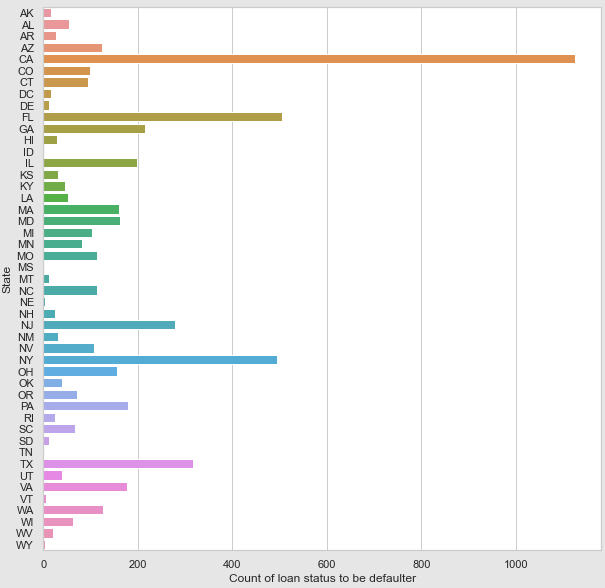 AK
AL
AR
AZ
CA
CO
CT
DC
DE
FL
GA
HI
ID
IL
KS
KY
LA
MA
MD
MI
MN
MO
MS
MT
NC
NE
NH
NJ
NM
NV
NY
OH
OK
OR
PA
RI
SC
SD
TN
TX
UT
VA
VT
WA
WI
WV
WY
State
0 200 400 600 800 1000
Count of loan status to be defaulter